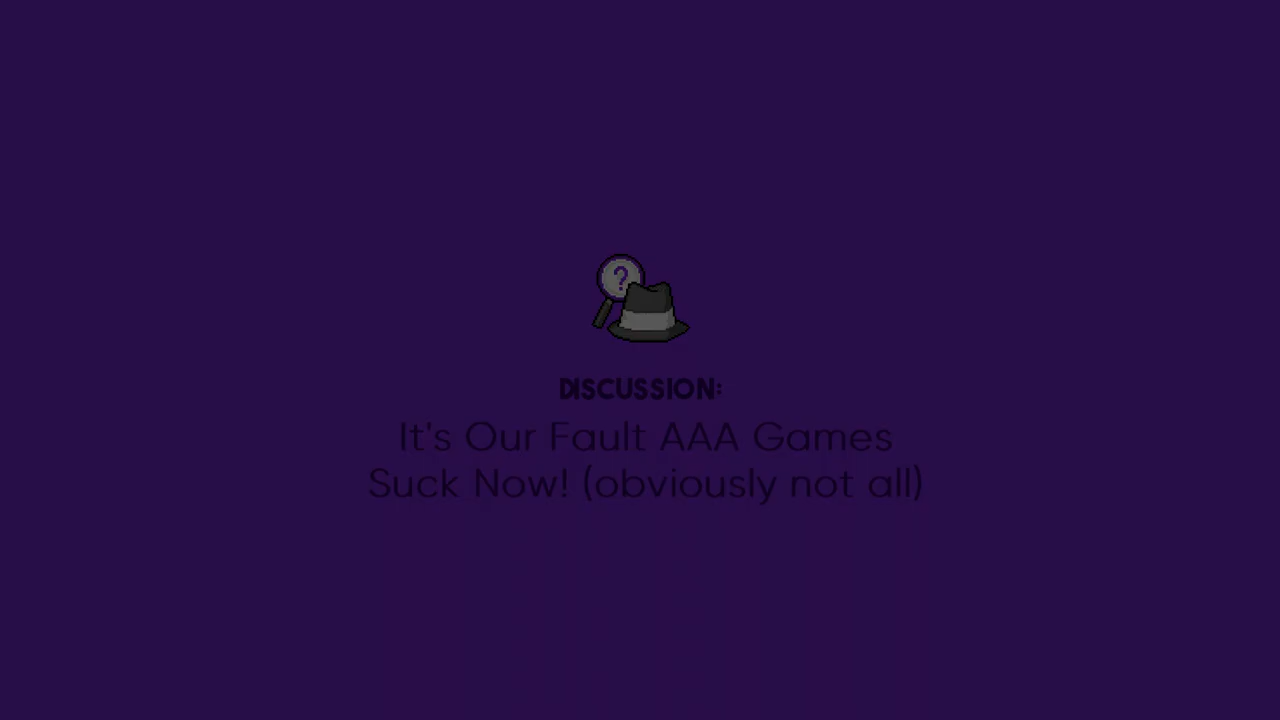 ?
DISCUSSION:
It's Our Fault AAA Games
Suck Now! (obviously not all)